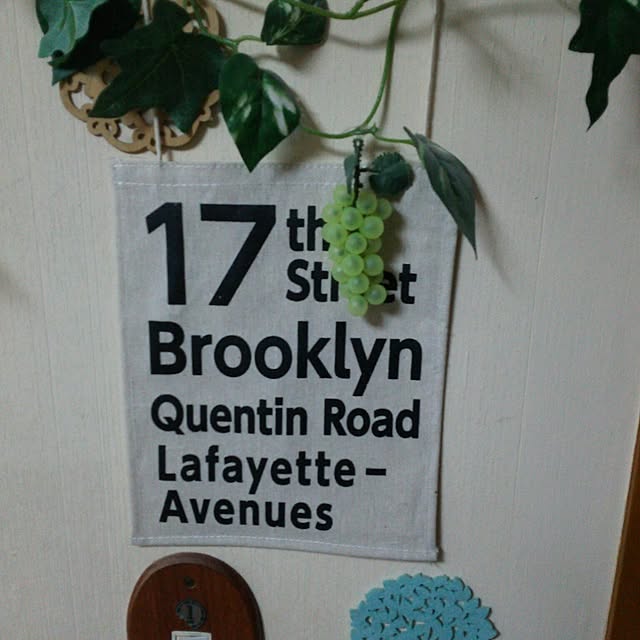 17 th
Street
Brooklyn
Quentin Road
Lafayette–
Avenues